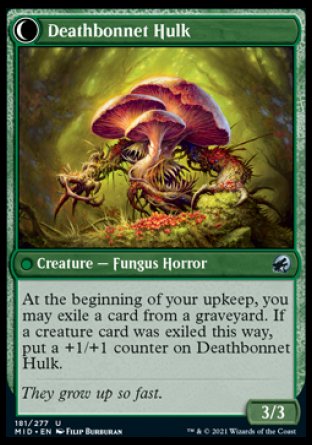 Deathbonnet Hulk
Creature — Fungus Horror
At the beginning of your upkeep, you
may exile a card from a graveyard. If
a creature card was exiled this way,
put a +1/+1 counter on Deathbonnet
Hulk.
They grow up so fast.
3/3
181/277 U
MID • EN Filip Burburan
™ & © 2021 Wizards of the Coast